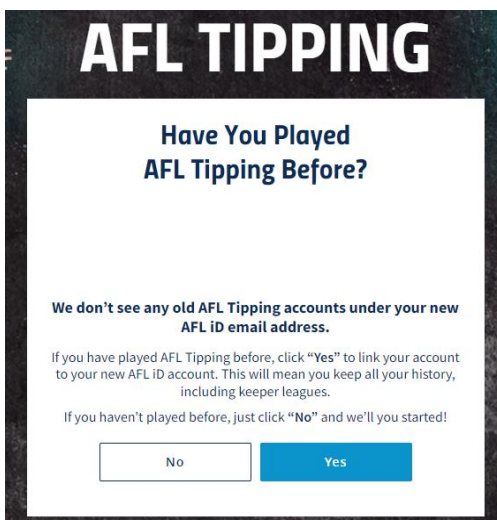 AFL TIPPING
Have You Played
AFL Tipping Before?
We don't see any old AFL Tipping accounts under your new
AFL iD email address.
If you have played AFL Tipping before, click “Yes” to link your account
to your new AFL iD account. This will mean you keep all your history,
including keeper leagues.
If you haven't played before, just click “No” and we'll you started!
No
Yes